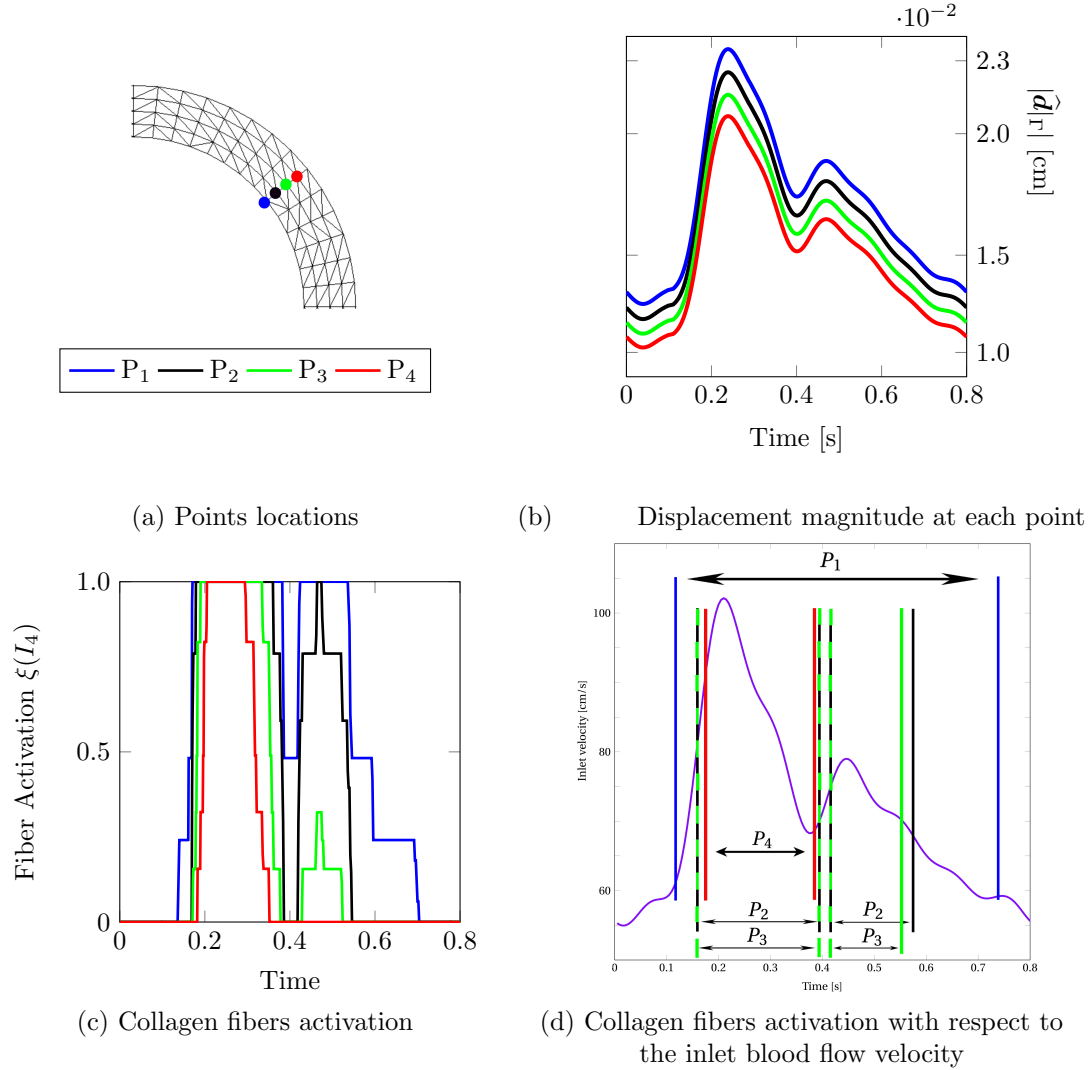 P1 P2 P3 P4
(a) Points locations
·10−2
2.3
2.0
1.5
1.0
|d̂|Γ| [cm]
0 0.2 0.4 0.6 0.8
Time [s]
(b) Displacement magnitude at each point
1.0
0.5
0
Fiber Activation ξ(I4)
0 0.2 0.4 0.6 0.8
Time
(c) Collagen fibers activation
P1
100
80
60
Inlet velocity [cm/s]
P4
P2 P2
P3 P3
0.0 0.1 0.2 0.3 0.4 0.5 0.6 0.7 0.8
Time [s]
(d) Collagen fibers activation with respect to
the inlet blood flow velocity